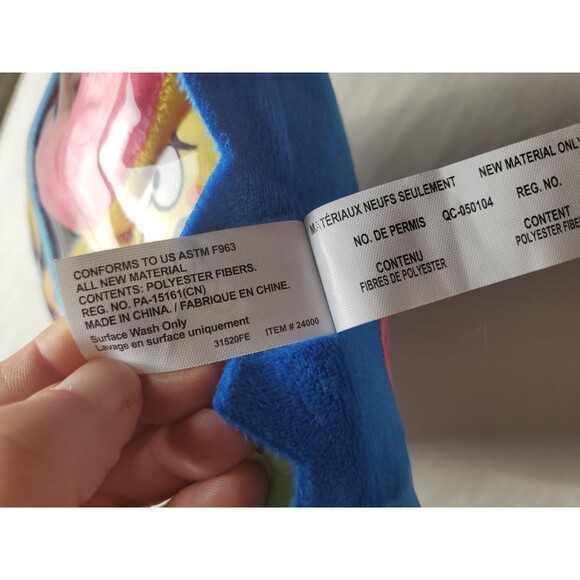 CONFORMS TO US ASTM F963
ALL NEW MATERIAL
CONTENTS: POLYESTER FIBERS.
REG. NO. PA-15161(CN)
MADE IN CHINA. / FABRIQUE EN CHINE.
Surface Wash Only
Lavage en surface uniquement
31520FE ITEM # 24000
MATÉRIAUX NEUFS SEULEMENT NEW MATERIAL ONLY
NO. DE PERMIS QC-050104 REG. NO.
CONTENU CONTENT
FIBRES DE POLYESTER POLYESTER FIBE